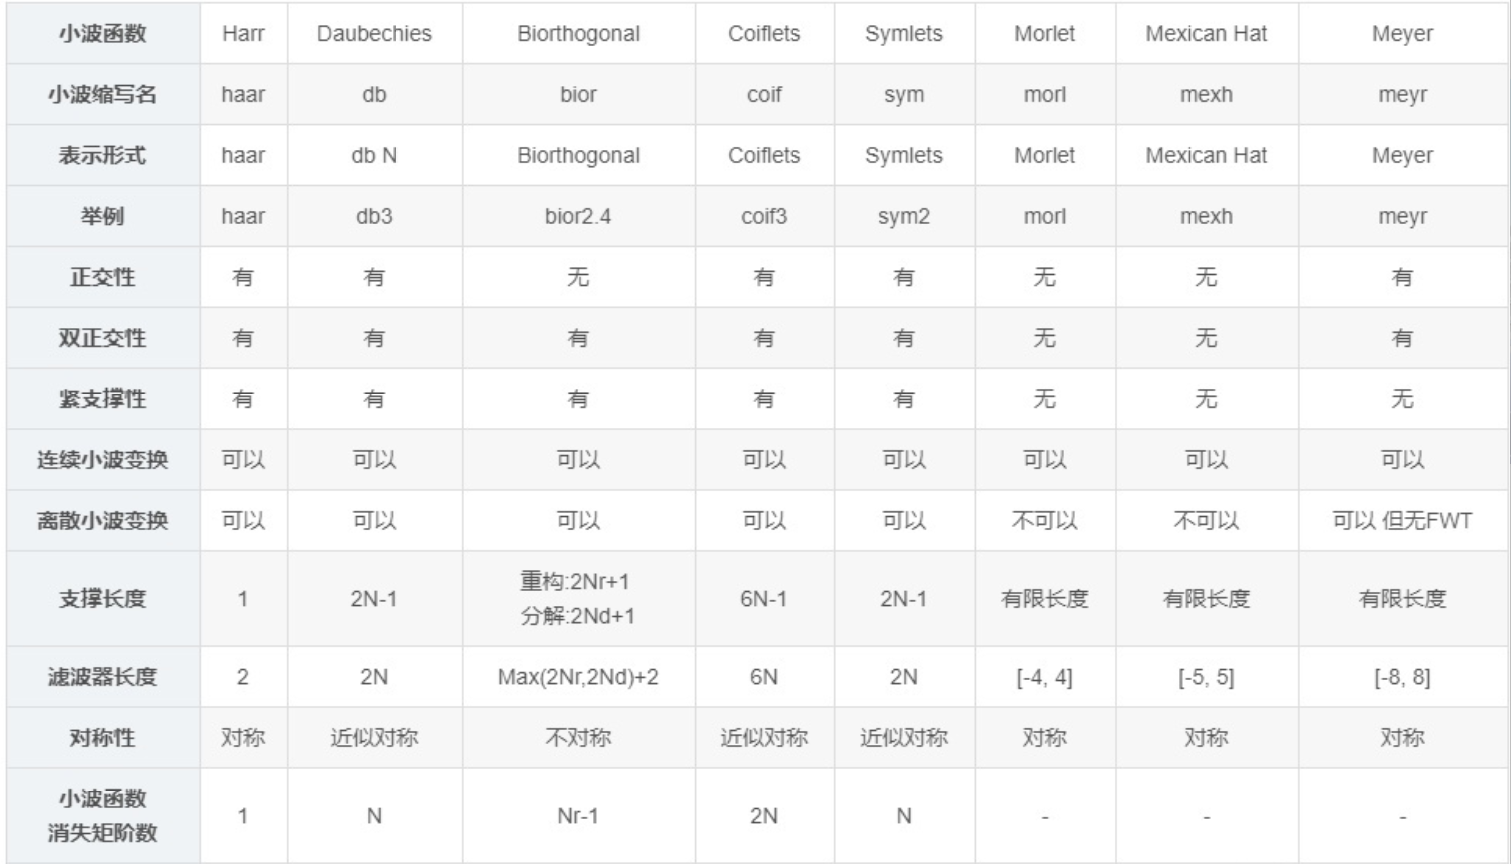 小波函数 Harr Daubechies Biorthogonal Coiflets Symlets Morlet Mexican Hat Meyer
小波缩写名 haar db bior coif sym morl mexh meyr
表示形式 haar db N Biorthogonal Coiflets Symlets Morlet Mexican Hat Meyer
举例 haar db3 bior2.4 coif3 sym2 morl mexh meyr
正交性 有 有 无 有 有 无 无 有
双正交性 有 有 有 有 有 无 无 有
紧支撑性 有 有 有 有 有 无 无 无
连续小波变换 可以 可以 可以 可以 可以 可以 可以 可以
离散小波变换 可以 可以 可以 可以 可以 不可以 不可以 可以 但无FWT
支撑长度 1 2N-1 重构:2Nr+1 6N-1 2N-1 有限长度 有限长度 有限长度
分解:2Nd+1
滤波器长度 2 2N Max(2Nr,2Nd)+2 6N 2N [-4, 4] [-5, 5] [-8, 8]
对称性 对称 近似对称 不对称 近似对称 近似对称 对称 对称 对称
小波函数
消失矩阶数 1 N Nr-1 2N N - - -